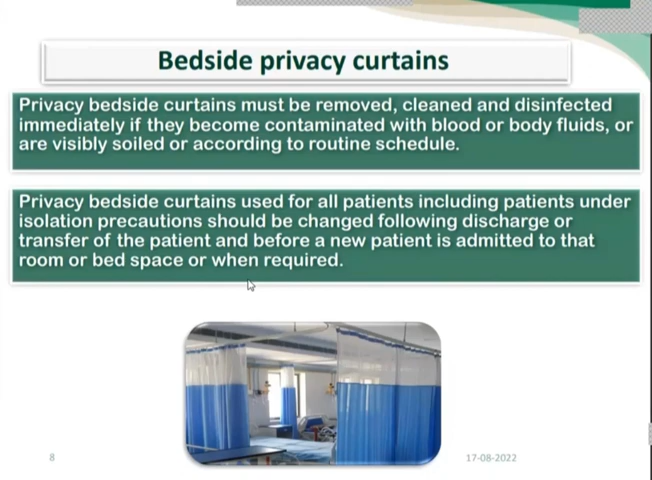 Bedside privacy curtains
Privacy bedside curtains must be removed, cleaned and disinfected
immediately if they become contaminated with blood or body fluids, or
are visibly soiled or according to routine schedule.
Privacy bedside curtains used for all patients including patients under
isolation precautions should be changed following discharge or
transfer of the patient and before a new patient is admitted to that
room or bed space or when required.
8
17-08-2022